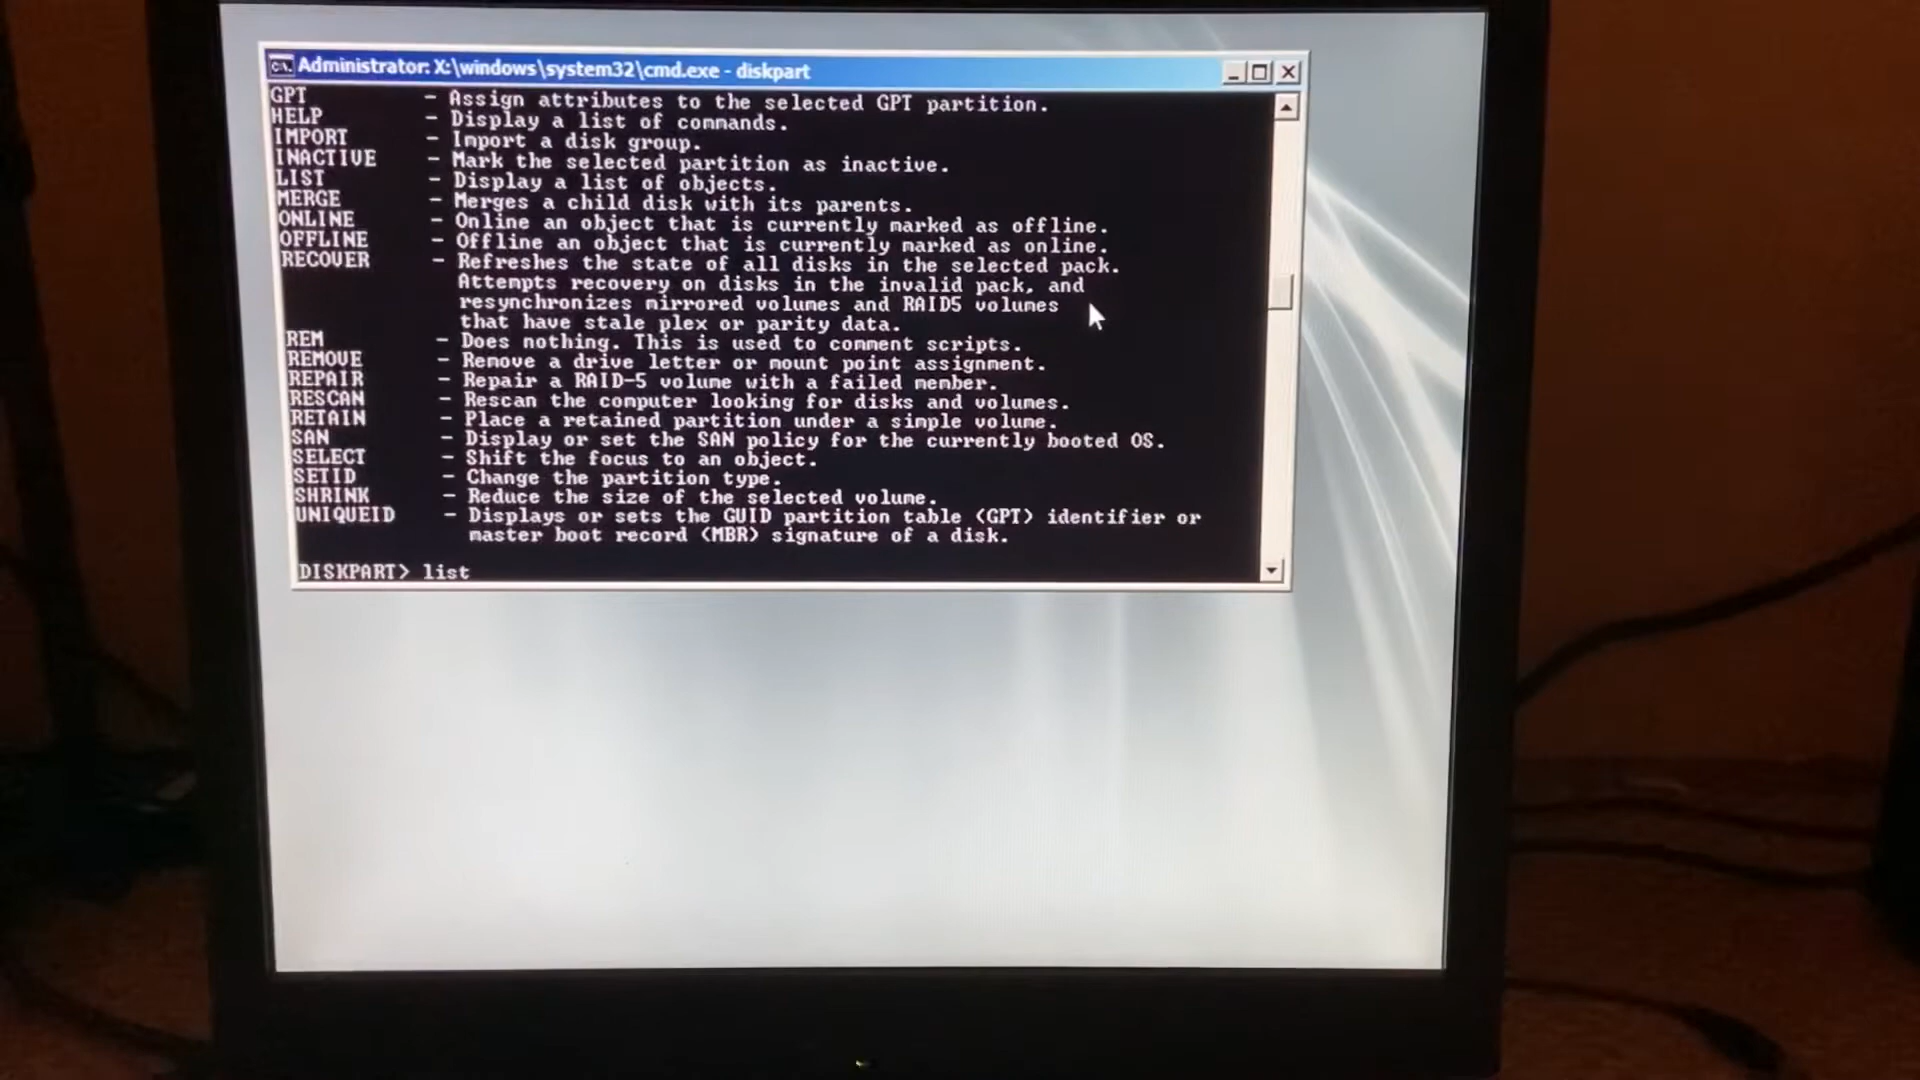 Administrator: X:\windows\system32\cmd.exe - diskpart
GPT - Assign attributes to the selected GPT partition.
HELP - Display a list of commands.
IMPORT - Import a disk group.
INACTIVE - Mark the selected partition as inactive.
LIST - Display a list of objects.
MERGE - Merges a child disk with its parents.
ONLINE - Online an object that is currently marked as offline.
OFFLINE - Offline an object that is currently marked as online.
RECOVER - Refreshes the state of all disks in the selected pack.
Attempts recovery on disks in the invalid pack, and
resynchronizes mirrored volumes and RAID5 volumes
that have stale plex or parity data.
REM - Does nothing. This is used to comment scripts.
REMOVE - Remove a drive letter or mount point assignment.
REPAIR - Repair a RAID-5 volume with a failed member.
RESCAN - Rescan the computer looking for disks and volumes.
RETAIN - Place a retained partition under a simple volume.
SAN - Display or set the SAN policy for the currently booted OS.
SELECT - Shift the focus to an object.
SETID - Change the partition type.
SHRINK - Reduce the size of the selected volume.
UNIQUEID - Displays or sets the GUID partition table (GPT) identifier or
master boot record (MBR) signature of a disk.
DISKPART> list